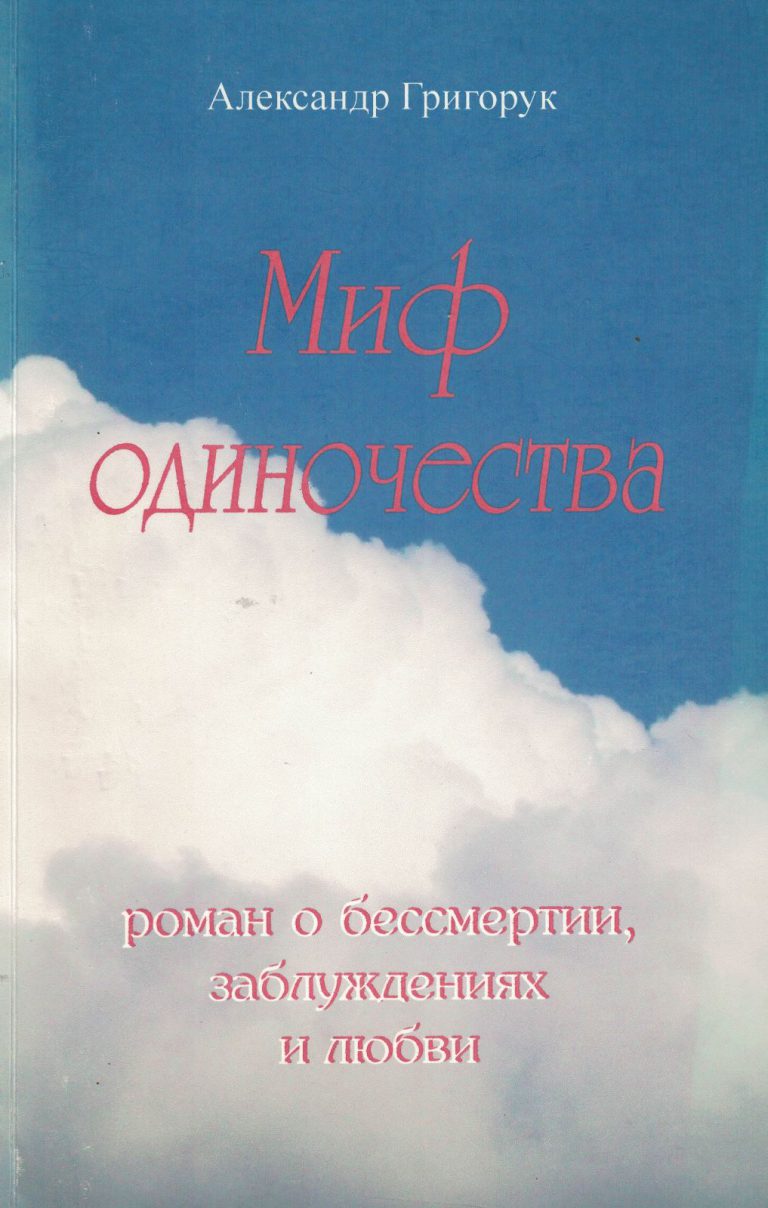 Александр Григорук
Миф
одиночества
роман о бессмертии,
заблуждениях
и любви